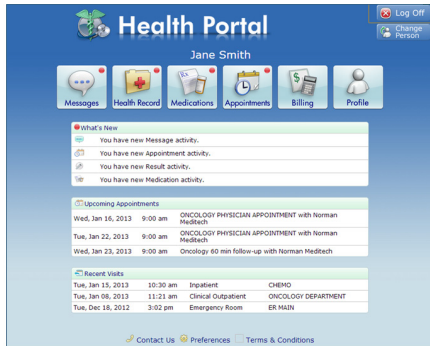 Health Portal
Log Off
Change
Person
Jane Smith
Messages
Health Record
Medications
Appointments
Billing
Profile
What's New
You have new Message activity.
You have new Appointment activity.
You have new Result activity.
You have new Medication activity.
Upcoming Appointments
Wed, Jan 16, 2013 9:00 am ONCOLOGY PHYSICIAN APPOINTMENT with Norman
Meditech
Tue, Jan 22, 2013 9:00 am ONCOLOGY PHYSICIAN APPOINTMENT with Norman
Meditech
Wed, Jan 23, 2013 9:00 am Oncology 60 min follow-up with Norman Meditech
Recent Visits
Tue, Jan 15, 2013 10:30 am Inpatient CHEMO
Tue, Jan 08, 2013 11:21 am Clinical Outpatient ONCOLOGY DEPARTMENT
Tue, Dec 18, 2012 3:02 pm Emergency Room ER MAIN
Contact Us Preferences Terms & Conditions